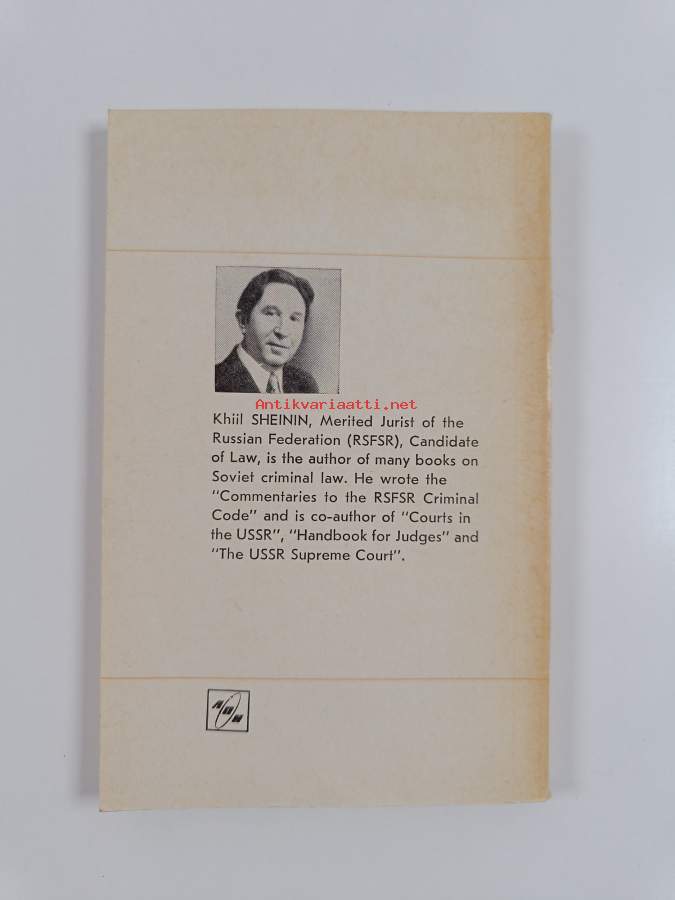 Antikvariaatti.net
Khiil SHEININ, Merited Jurist of the
Russian Federation (RSFSR), Candidate
of Law, is the author of many books on
Soviet criminal law. He wrote the
"Commentaries to the RSFSR Criminal
Code" and is co-author of "Courts in
the USSR", "Handbook for Judges" and
"The USSR Supreme Court".
АПН